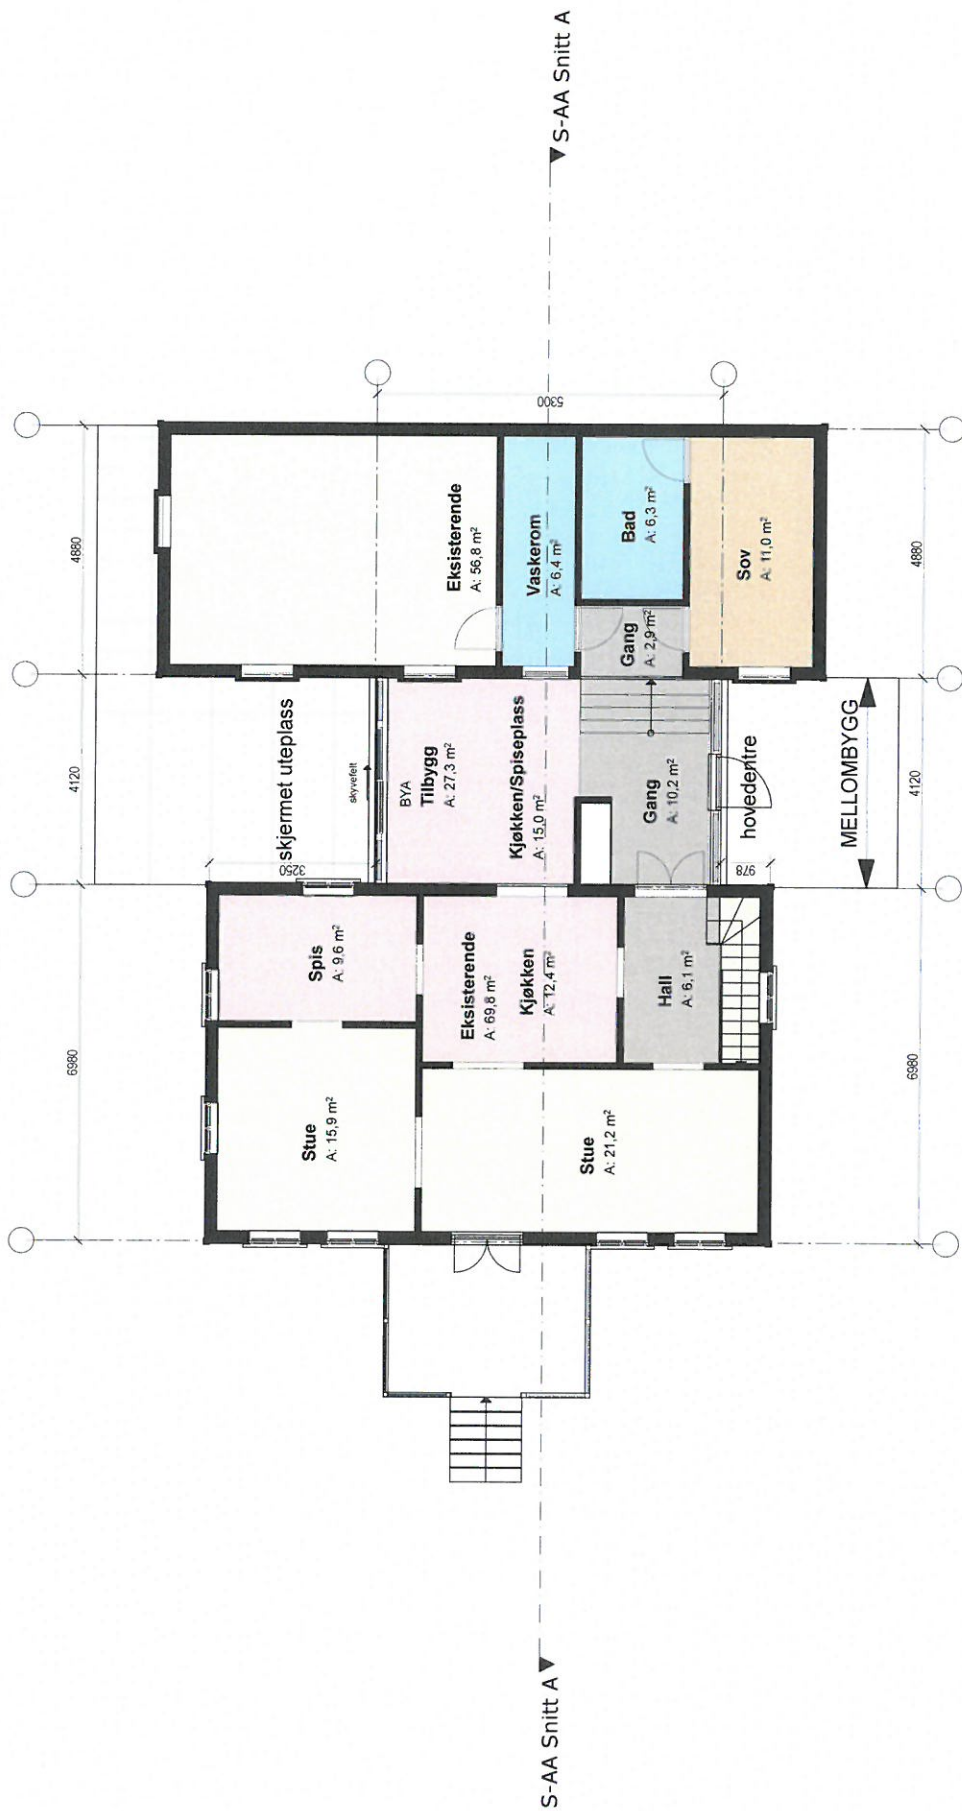 S-AA Snitt A
S-AA Snitt A
6980
4120
4880
Stue
A: 15,9 m²
Spis
A: 9,6 m²
3250
skjermet uteplass
skyvefelt
BYA
Tilbygg
A: 27,3 m²
Kjøkken/Spiseplass
A: 15,0 m²
Eksisterende
A: 56,8 m²
Vaskerom
A: 6,4 m²
5300
Stue
A: 21,2 m²
Eksisterende
A: 69,8 m²
Kjøkken
A: 12,4 m²
Hall
A: 6,1 m²
Gang
A: 10,2 m²
Gang
A: 2,9 m²
Bad
A: 6,3 m²
Sov
A: 11,0 m²
978
hovedentre
MELLOMBYGG
6980
4120
4880